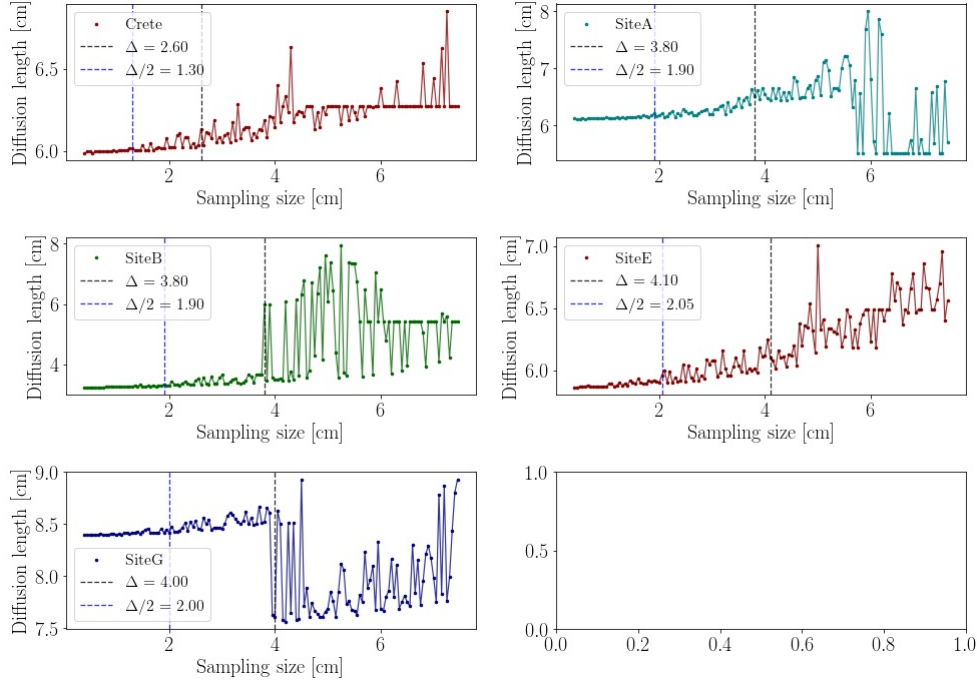 Crete
Δ = 2.60
Δ/2 = 1.30
6.5
6.0
2
4
6
Diffusion length [cm]
Sampling size [cm]
SiteA
Δ = 3.80
Δ/2 = 1.90
8
7
6
2
4
6
Diffusion length [cm]
Sampling size [cm]
SiteB
Δ = 3.80
Δ/2 = 1.90
8
6
4
2
4
6
Diffusion length [cm]
Sampling size [cm]
SiteE
Δ = 4.10
Δ/2 = 2.05
7.0
6.5
6.0
2
4
6
Diffusion length [cm]
Sampling size [cm]
SiteG
Δ = 4.00
Δ/2 = 2.00
9.0
8.5
8.0
7.5
2
4
6
Diffusion length [cm]
Sampling size [cm]
1.0
0.5
0.0
0.0
0.2
0.4
0.6
0.8
1.0